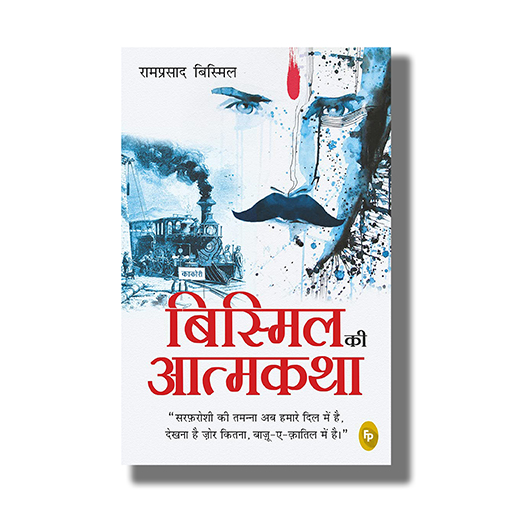 रामप्रसाद बिस्मिल
काकोरी
बिस्मिल की
आत्मकथा
“सरफ़रोशी की तमन्ना अब हमारे दिल में है,
देखना है ज़ोर कितना, बाज़ू-ए-क़ातिल में है।”
FP